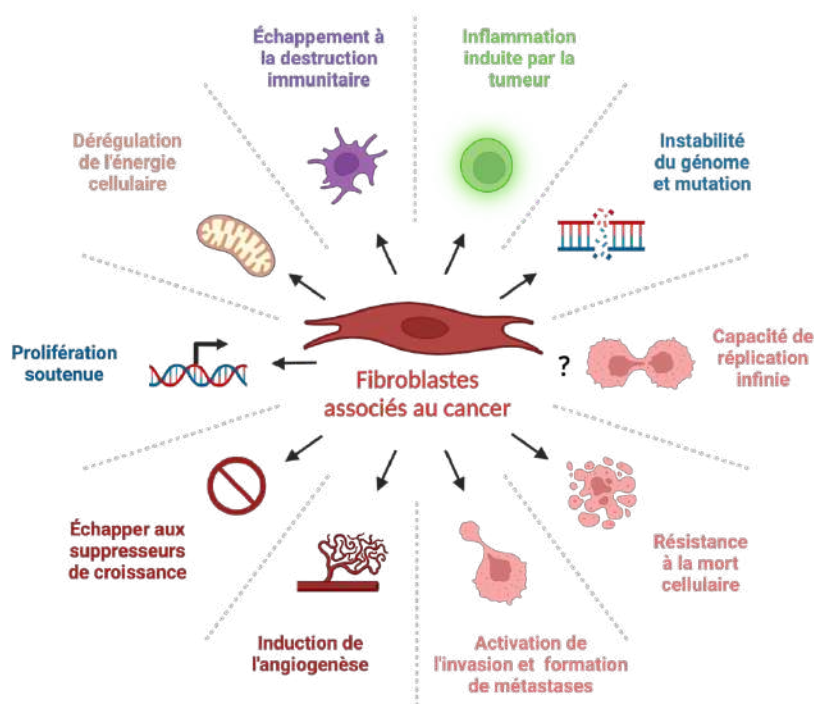 Échappement à
la destruction
immunitaire
Inflammation
induite par la
tumeur
Dérégulation
de l'énergie
cellulaire
Instabilité
du génome
et mutation
Prolifération
soutenue
Fibroblastes
associés au cancer
?
Capacité de
réplication
infinie
Échapper aux
suppresseurs
de croissance
Résistance
à la mort
cellulaire
Induction de
l'angiogenèse
Activation de
l'invasion et formation
de métastases